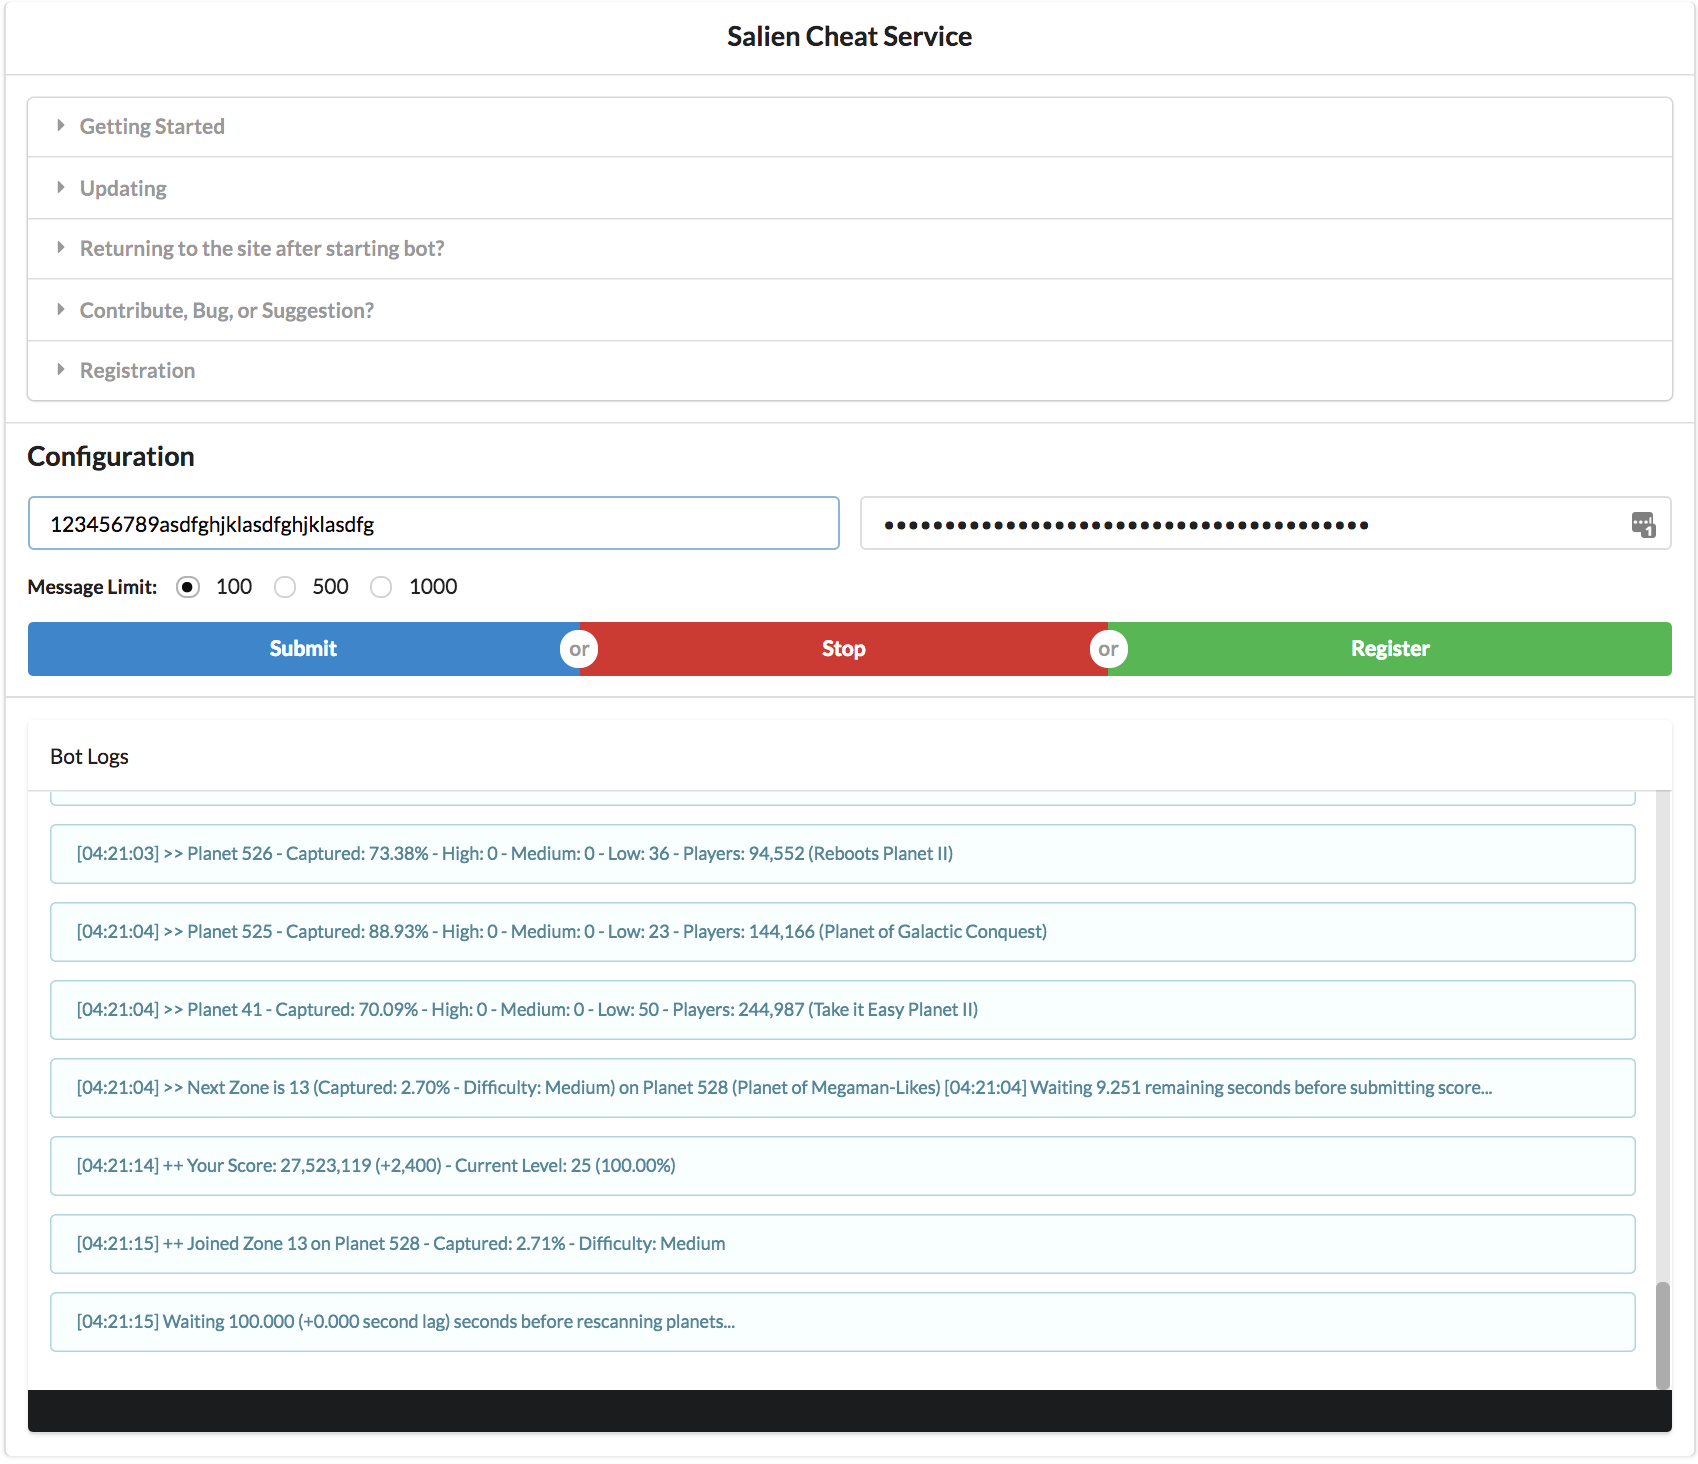 Salien Cheat Service
Getting Started
Updating
Returning to the site after starting bot?
Contribute, Bug, or Suggestion?
Registration
Configuration
123456789asdfghjklasdfghjklasdfg
••••••••••••••••••••••••••••••••••••••••
1
Message Limit: 100 500 1000
Submit or Stop or Register
Bot Logs
[04:21:03] >> Planet 526 - Captured: 73.38% - High: 0 - Medium: 0 - Low: 36 - Players: 94,552 (Reboots Planet II)
[04:21:04] >> Planet 525 - Captured: 88.93% - High: 0 - Medium: 0 - Low: 23 - Players: 144,166 (Planet of Galactic Conquest)
[04:21:04] >> Planet 41 - Captured: 70.09% - High: 0 - Medium: 0 - Low: 50 - Players: 244,987 (Take it Easy Planet II)
[04:21:04] >> Next Zone is 13 (Captured: 2.70% - Difficulty: Medium) on Planet 528 (Planet of Megaman-Likes) [04:21:04] Waiting 9.251 remaining seconds before submitting score...
[04:21:14] ++ Your Score: 27,523,119 (+2,400) - Current Level: 25 (100.00%)
[04:21:15] ++ Joined Zone 13 on Planet 528 - Captured: 2.71% - Difficulty: Medium
[04:21:15] Waiting 100.000 (+0.000 second lag) seconds before rescanning planets...